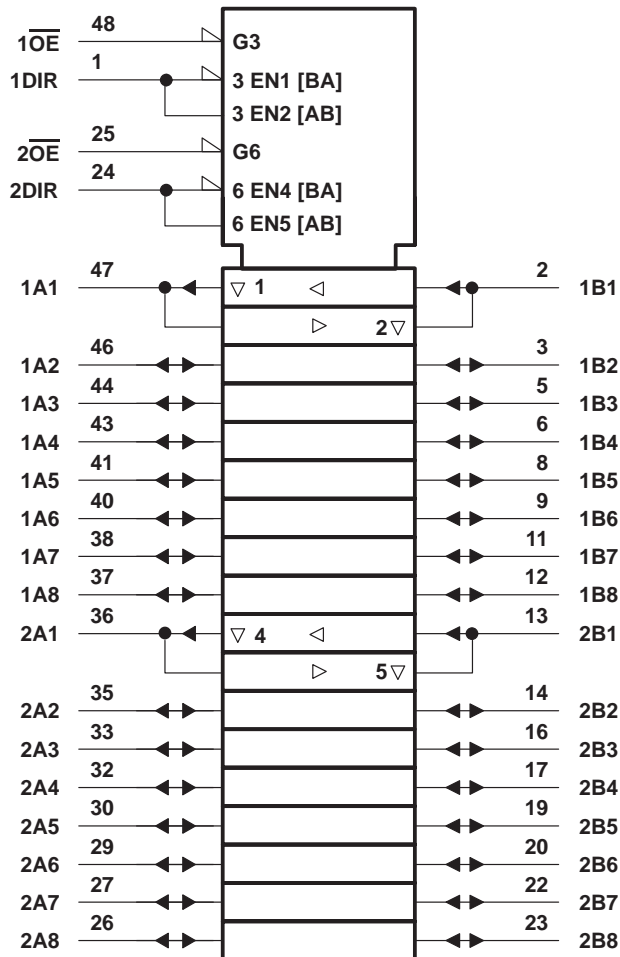 48
1O̅E̅
G3
1
1DIR
3 EN1 [BA]
3 EN2 [AB]
25
2O̅E̅
G6
24
2DIR
6 EN4 [BA]
6 EN5 [AB]
1A1 47 ▽ 1 ◁ 2 1B1
▷ 2 ▽
1A2 46 3 1B2
1A3 44 5 1B3
1A4 43 6 1B4
1A5 41 8 1B5
1A6 40 9 1B6
1A7 38 11 1B7
1A8 37 12 1B8
2A1 36 ▽ 4 ◁ 13 2B1
▷ 5 ▽
2A2 35 14 2B2
2A3 33 16 2B3
2A4 32 17 2B4
2A5 30 19 2B5
2A6 29 20 2B6
2A7 27 22 2B7
2A8 26 23 2B8